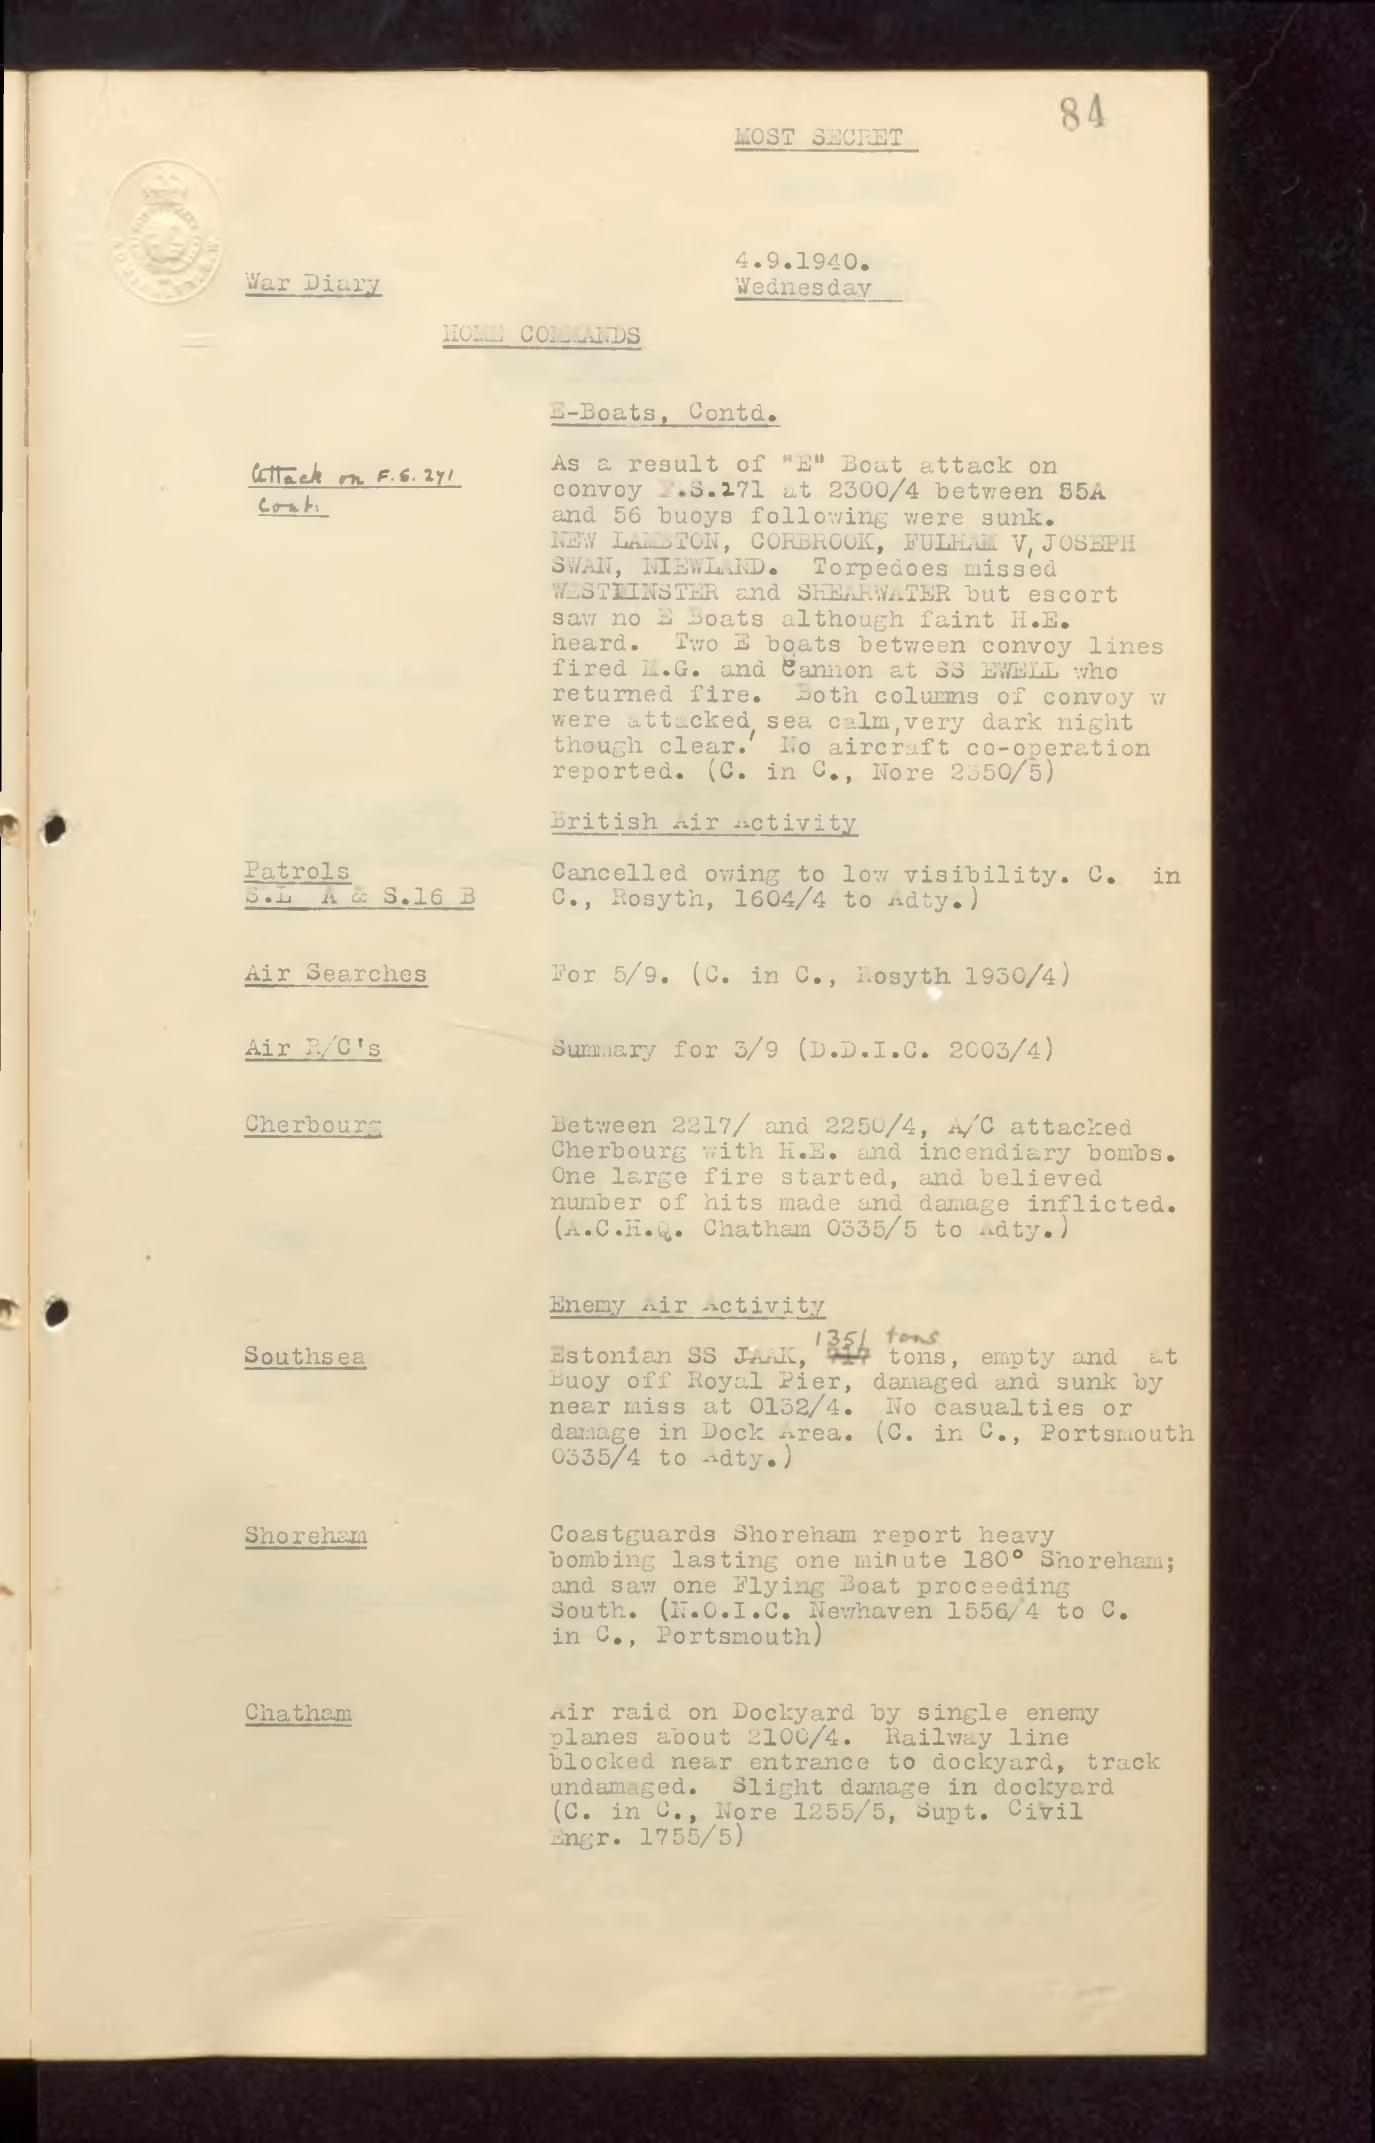 84
MOST SECRET
4.9.1940.
War Diary
Wednesday
HOME COMMANDS
E-Boats, Contd.
Attack on F.S. 271
Cont.
As a result of "E" Boat attack on
convoy F.S.271 at 2300/4 between 55A
and 56 buoys following were sunk.
NEW LAMBTON, CORBROOK, FULHAM V, JOSEPH
SWAN, NIEWLAND. Torpedoes missed
WESTMINSTER and SHEARWATER but escort
saw no E Boats although faint H.E.
heard. Two E boats between convoy lines
fired M.G. and Cannon at SS EWELL who
returned fire. Both columns of convoy w
were attacked, sea calm, very dark night
though clear. No aircraft co-operation
reported. (C. in C., Nore 2350/5)
British Air Activity
Patrols
S.L A & S.16 B
Cancelled owing to low visibility. C. in
C., Rosyth, 1604/4 to Adty.)
Air Searches
For 5/9. (C. in C., Rosyth 1930/4)
Air R/C's
Summary for 3/9 (D.D.I.C. 2003/4)
Cherbourg
Between 2217/ and 2250/4, A/C attacked
Cherbourg with H.E. and incendiary bombs.
One large fire started, and believed
number of hits made and damage inflicted.
(A.C.H.Q. Chatham 0335/5 to Adty.)
Enemy Air Activity
1351 tons
Southsea
Estonian SS JAAK, tons, empty and at
Buoy off Royal Pier, damaged and sunk by
near miss at 0132/4. No casualties or
damage in Dock Area. (C. in C., Portsmouth
0335/4 to Adty.)
Shoreham
Coastguards Shoreham report heavy
bombing lasting one minute 180° Shoreham;
and saw one Flying Boat proceeding
South. (N.O.I.C. Newhaven 1556/4 to C.
in C., Portsmouth)
Chatham
Air raid on Dockyard by single enemy
planes about 2100/4. Railway line
blocked near entrance to dockyard, track
undamaged. Slight damage in dockyard
(C. in C., Nore 1255/5, Supt. Civil
Engr. 1755/5)